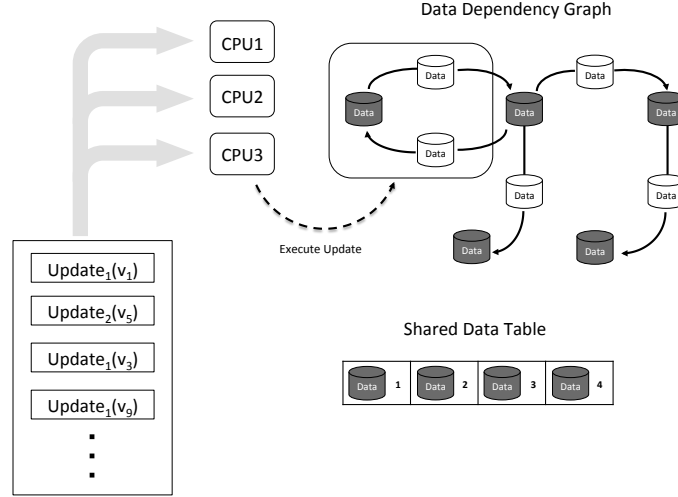 Data Dependency Graph
CPU1
CPU2
CPU3
Data
Data
Data
Data
Data
Data
Data
Data
Data
Data
Execute Update
Update₁(v₁)
Update₂(v₅)
Update₁(v₃)
Update₁(v₉)
Shared Data Table
Data 1 Data 2 Data 3 Data 4